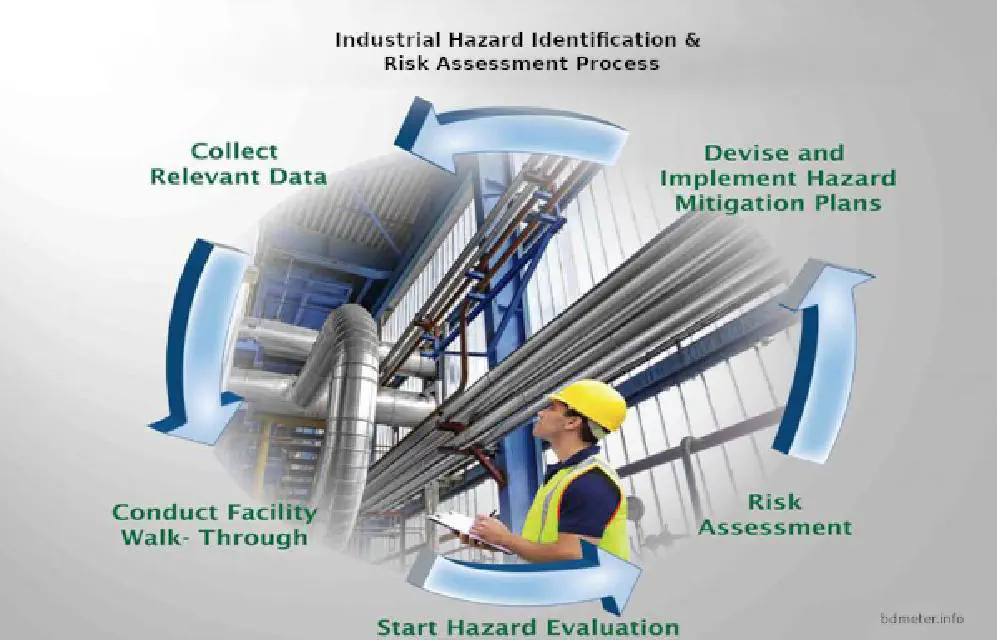 Industrial Hazard Identification &
Risk Assessment Process
Collect
Relevant Data
Devise and
Implement Hazard
Mitigation Plans
Conduct Facility
Walk- Through
Risk
Assessment
Start Hazard Evaluation
bdmeter.info